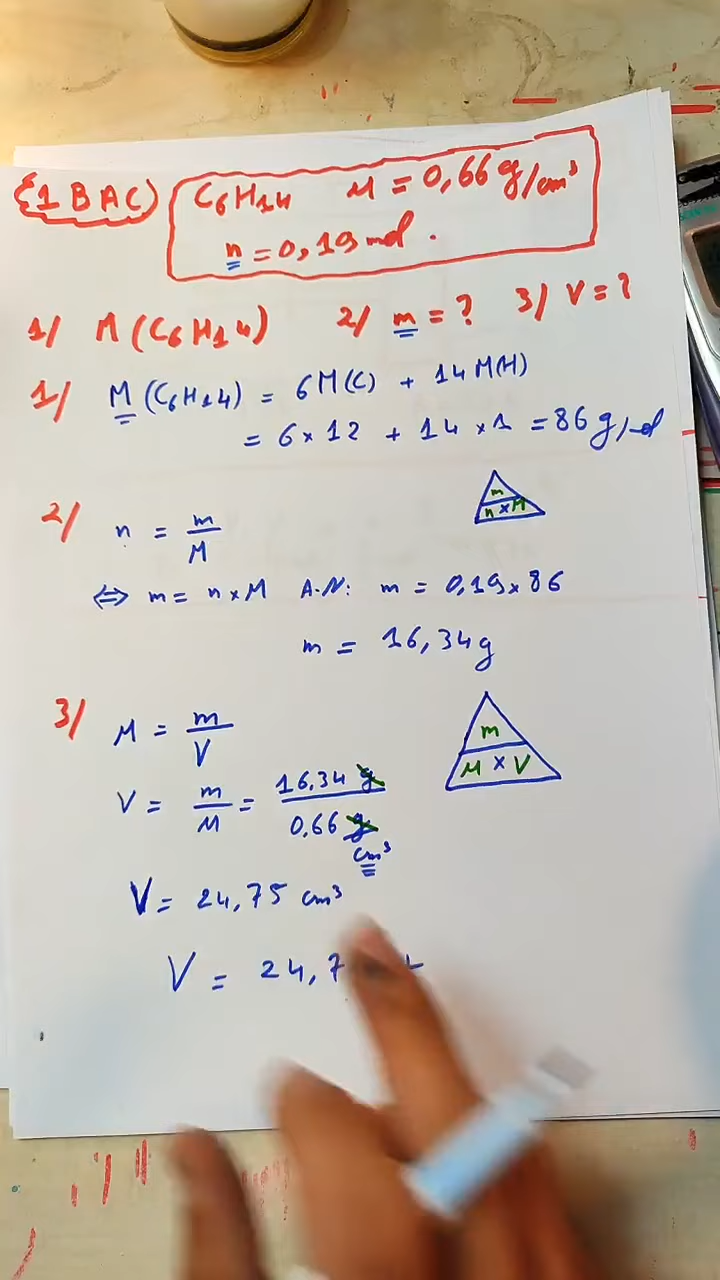 (1 BAC) C6H14 μ = 0,66 g/cm³
n = 0,19 mol.
1/ M(C6H14) 2/ m = ? 3/ V = ?
1/ M(C6H14) = 6M(C) + 14M(H)
= 6 × 12 + 14 × 1 = 86 g/mol
2/ n = m/M
m
n × M
⇔ m = n × M A.N: m = 0,19 × 86
m = 16,34 g
3/ μ = m/V
m
μ × V
V = m/μ = 16,34 g / 0,66 g/cm³
V = 24,75 cm³
V = 24,7